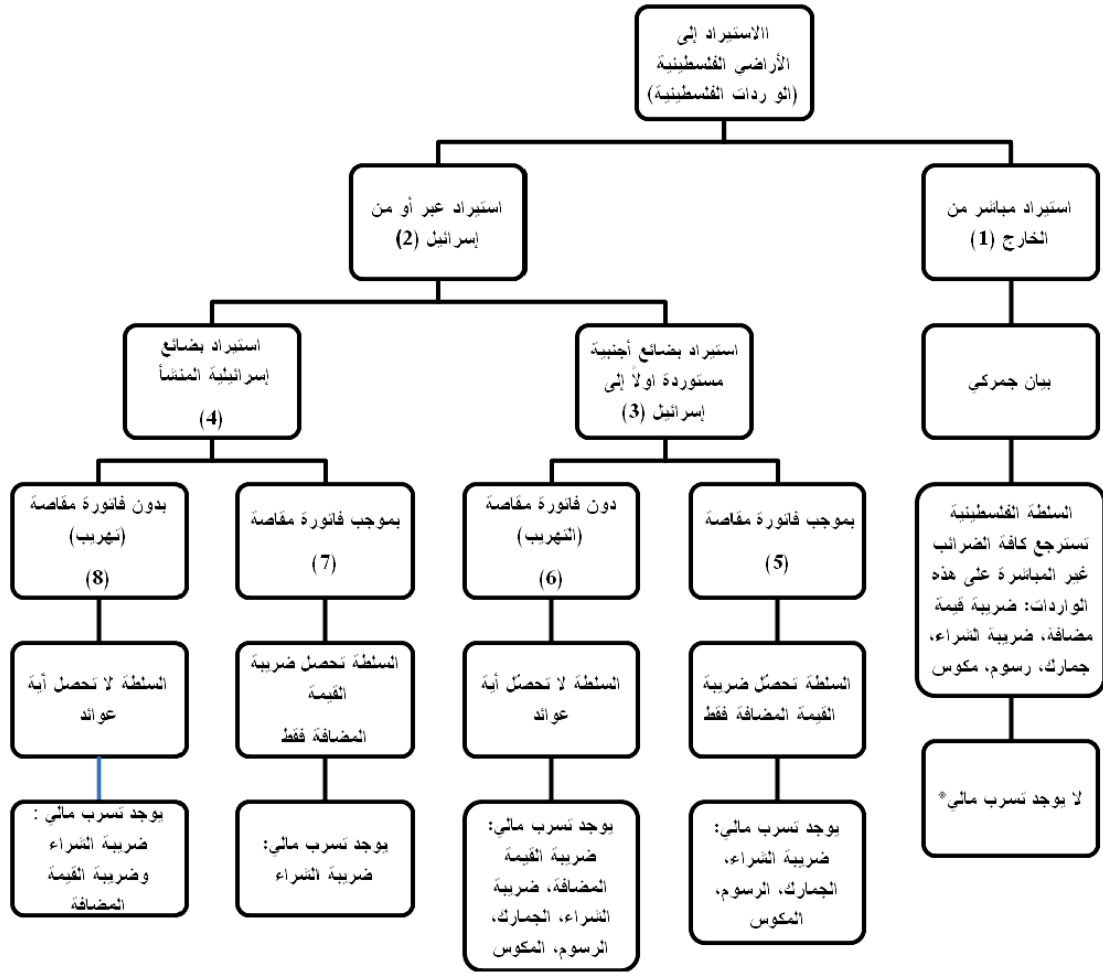 االاستيراد إلى
الأراضي الفلسطينية
(الو ردات الفلسطينية)
استيراد مباشر من
الخارج (1)
استيراد عبر أو من
إسرائيل (2)
بيان جمركي
استيراد بضائع أجنبية
مستوردة اولاً إلى
إسرائيل (3)
استيراد بضائع
إسرائيلية المنشأ
(4)
السلطة الفلسطينية
تسترجع كافة الضرائب
غير المباشرة على هذه
الواردات: ضريبة قيمة
مضافة، ضريبة الشراء،
جمارك، رسوم، مكوس
بموجب فاتورة مقاصة
(5)
دون فاتورة مقاصة
(التهريب)
(6)
بموجب فاتورة مقاصة
(7)
بدون فاتورة مقاصة
(تهريب)
(8)
السلطة تحصّل ضريبة
القيمة المضافة فقط
السلطة لا تحصّل أية
عوائد
السلطة تحصل ضريبة
القيمة
المضافة فقط
السلطة لا تحصل أية
عوائد
لا يوجد تسرب مالي*
يوجد تسرب مالي:
ضريبة الشراء،
الجمارك، الرسوم،
المكوس
يوجد تسرب مالي:
ضريبة القيمة
المضافة، ضريبة
الشراء، الجمارك،
الرسوم، المكوس
يوجد تسرب مالي:
ضريبة الشراء
يوجد تسرب مالي :
ضريبة الشراء
وضريبة القيمة
المضافة